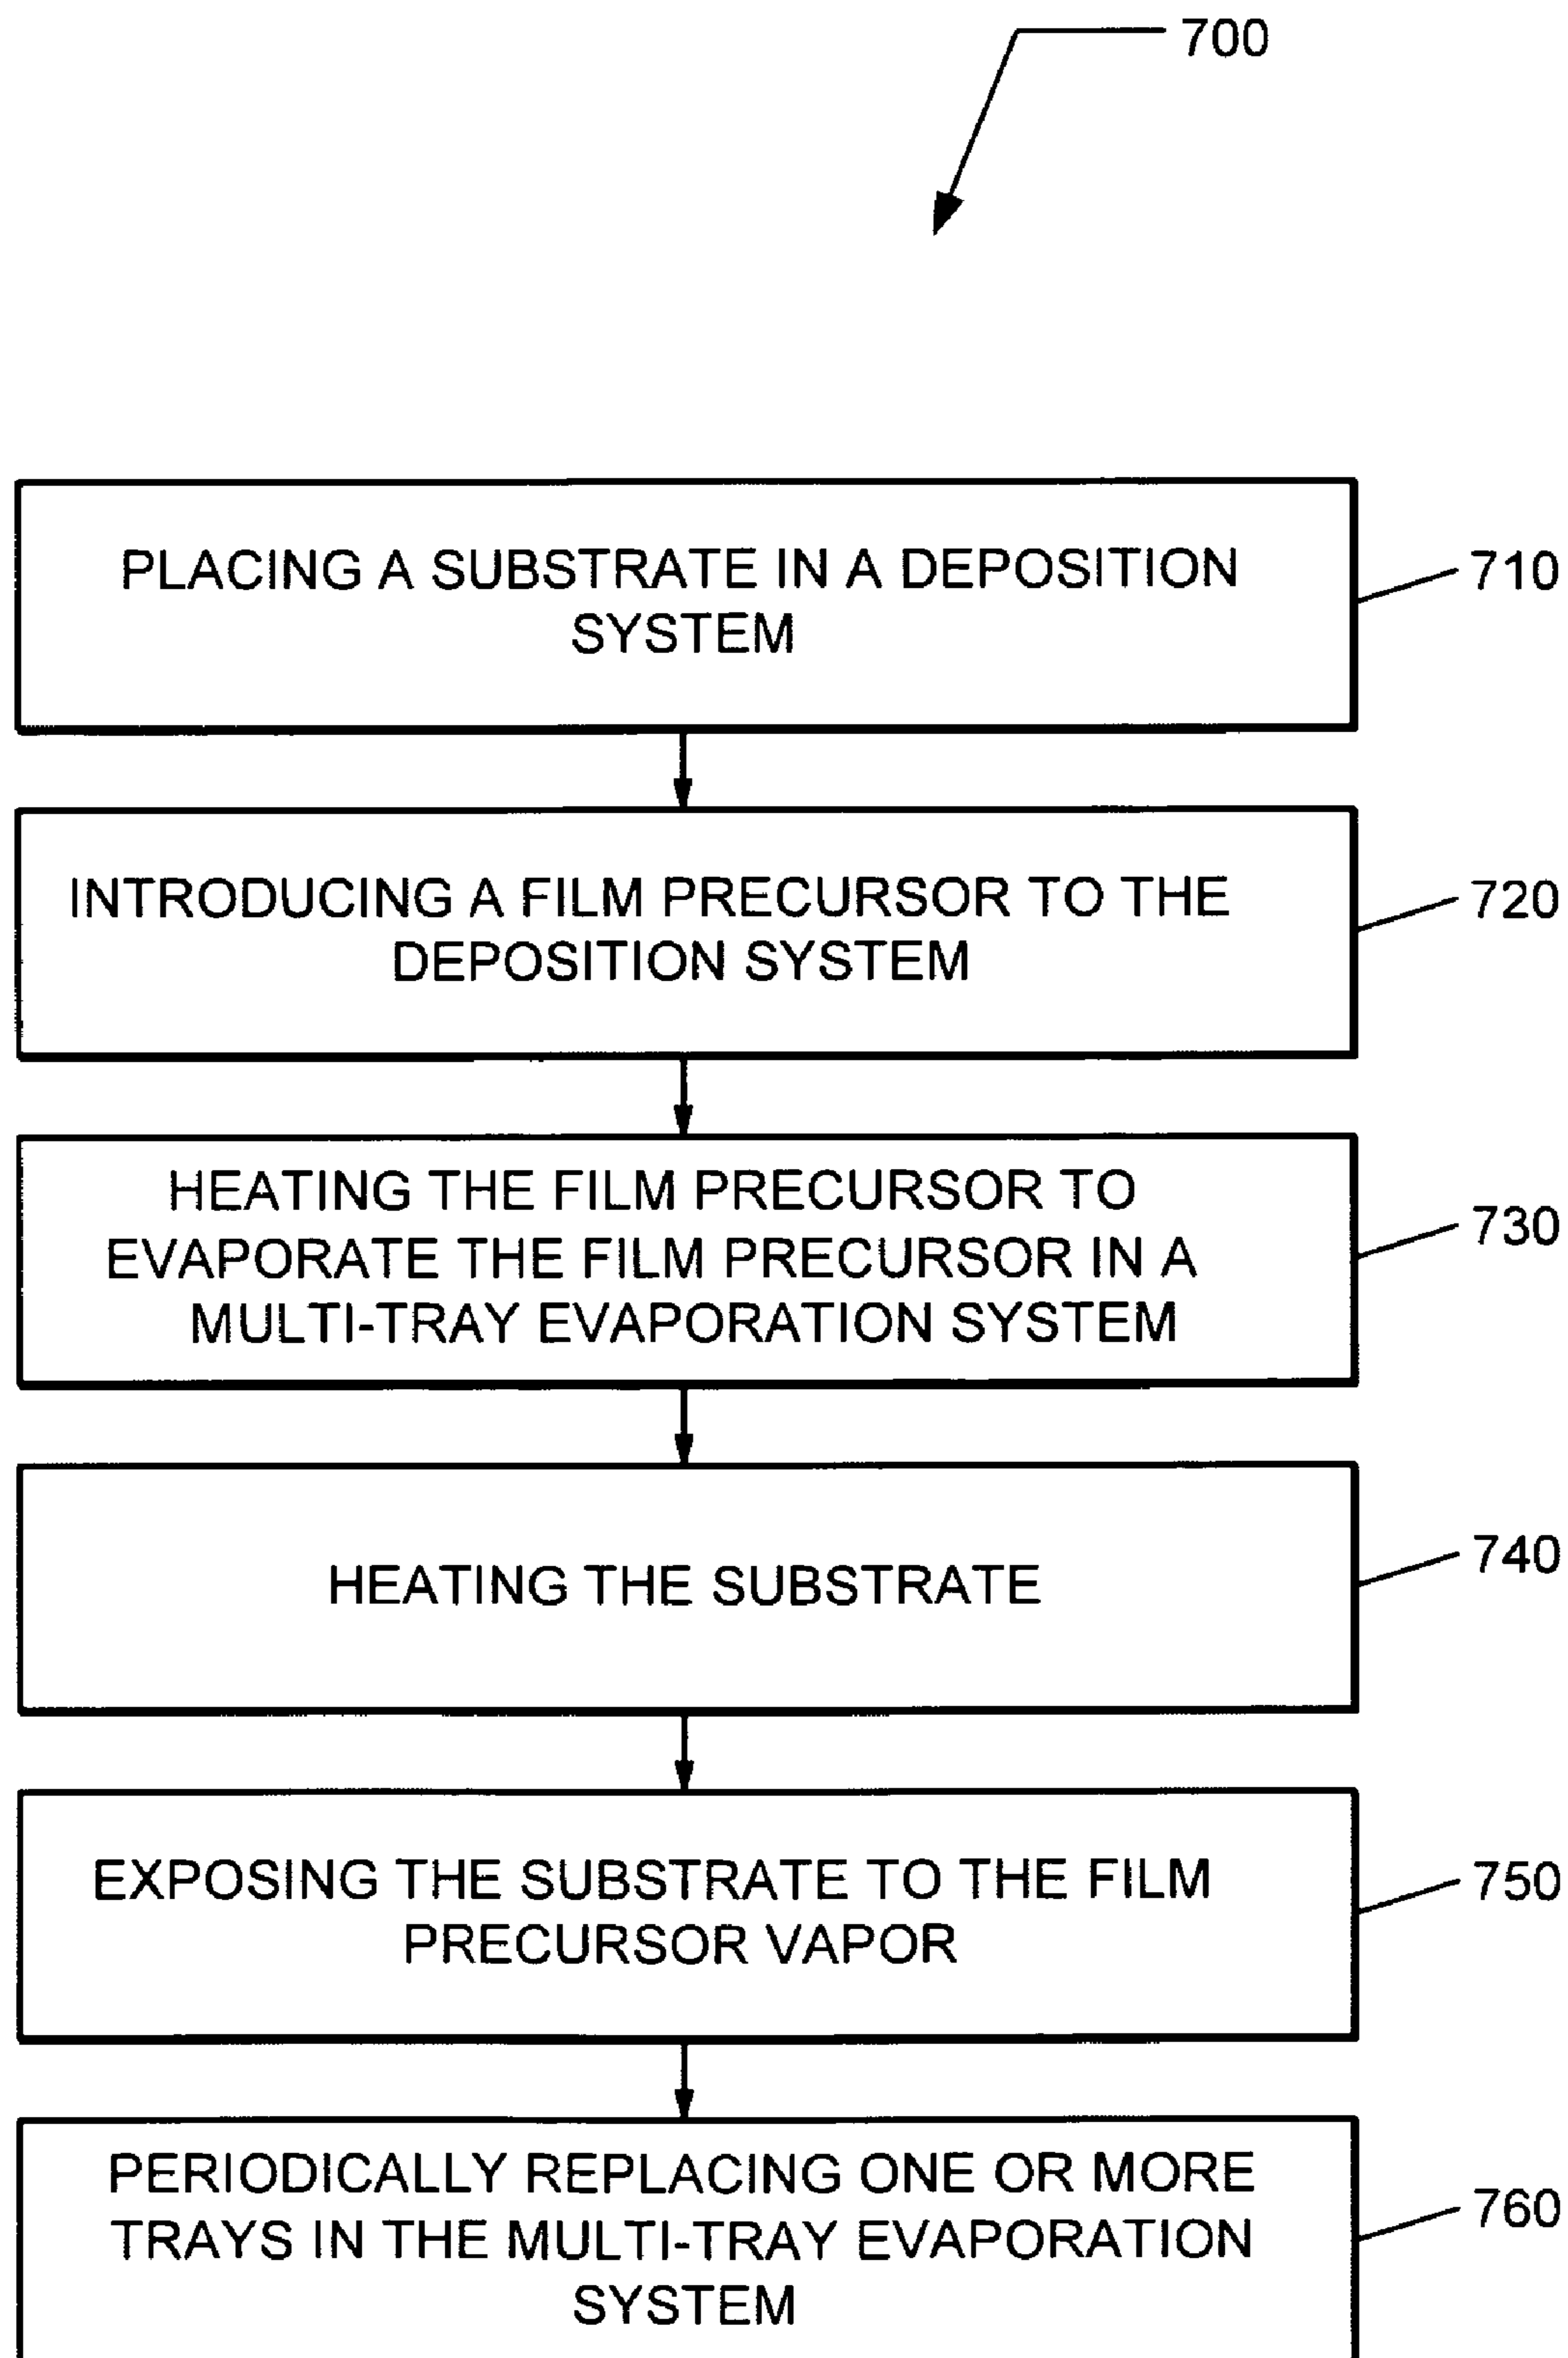 700
PLACING A SUBSTRATE IN A DEPOSITION
SYSTEM
710
INTRODUCING A FILM PRECURSOR TO THE
DEPOSITION SYSTEM
720
HEATING THE FILM PRECURSOR TO
EVAPORATE THE FILM PRECURSOR IN A
MULTI-TRAY EVAPORATION SYSTEM
730
HEATING THE SUBSTRATE
740
EXPOSING THE SUBSTRATE TO THE FILM
PRECURSOR VAPOR
750
PERIODICALLY REPLACING ONE OR MORE
TRAYS IN THE MULTI-TRAY EVAPORATION
SYSTEM
760